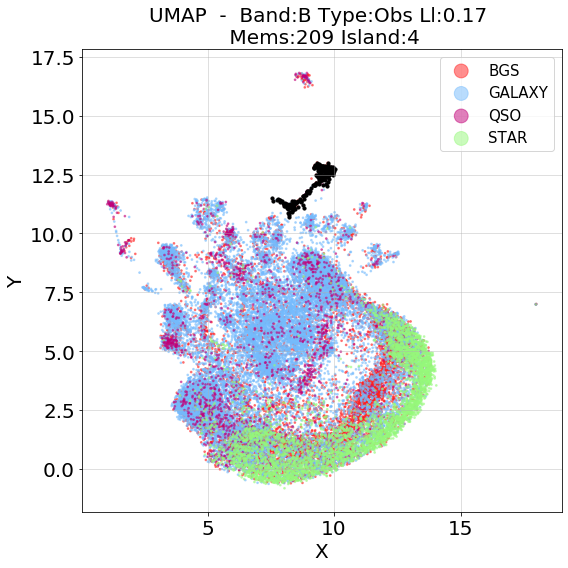 UMAP  -  Band:B Type:Obs Ll:0.17
Mems:209 Island:4
17.5
15.0
12.5
10.0
7.5
5.0
2.5
0.0
Y
5
10
15
X
BGS
GALAXY
QSO
STAR